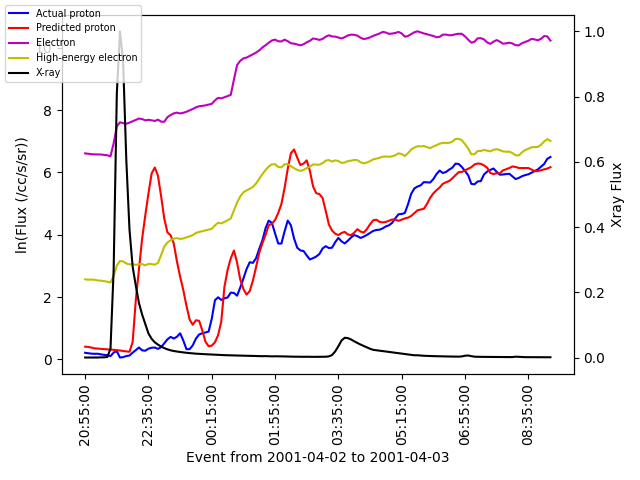 Actual proton
Predicted proton
Electron
High-energy electron
X-ray
10
8
6
4
2
0
ln(Flux (/cc/s/sr))
1.0
0.8
0.6
0.4
0.2
0.0
Xray Flux
20:55:00
22:35:00
00:15:00
01:55:00
03:35:00
05:15:00
06:55:00
08:35:00
Event from 2001-04-02 to 2001-04-03